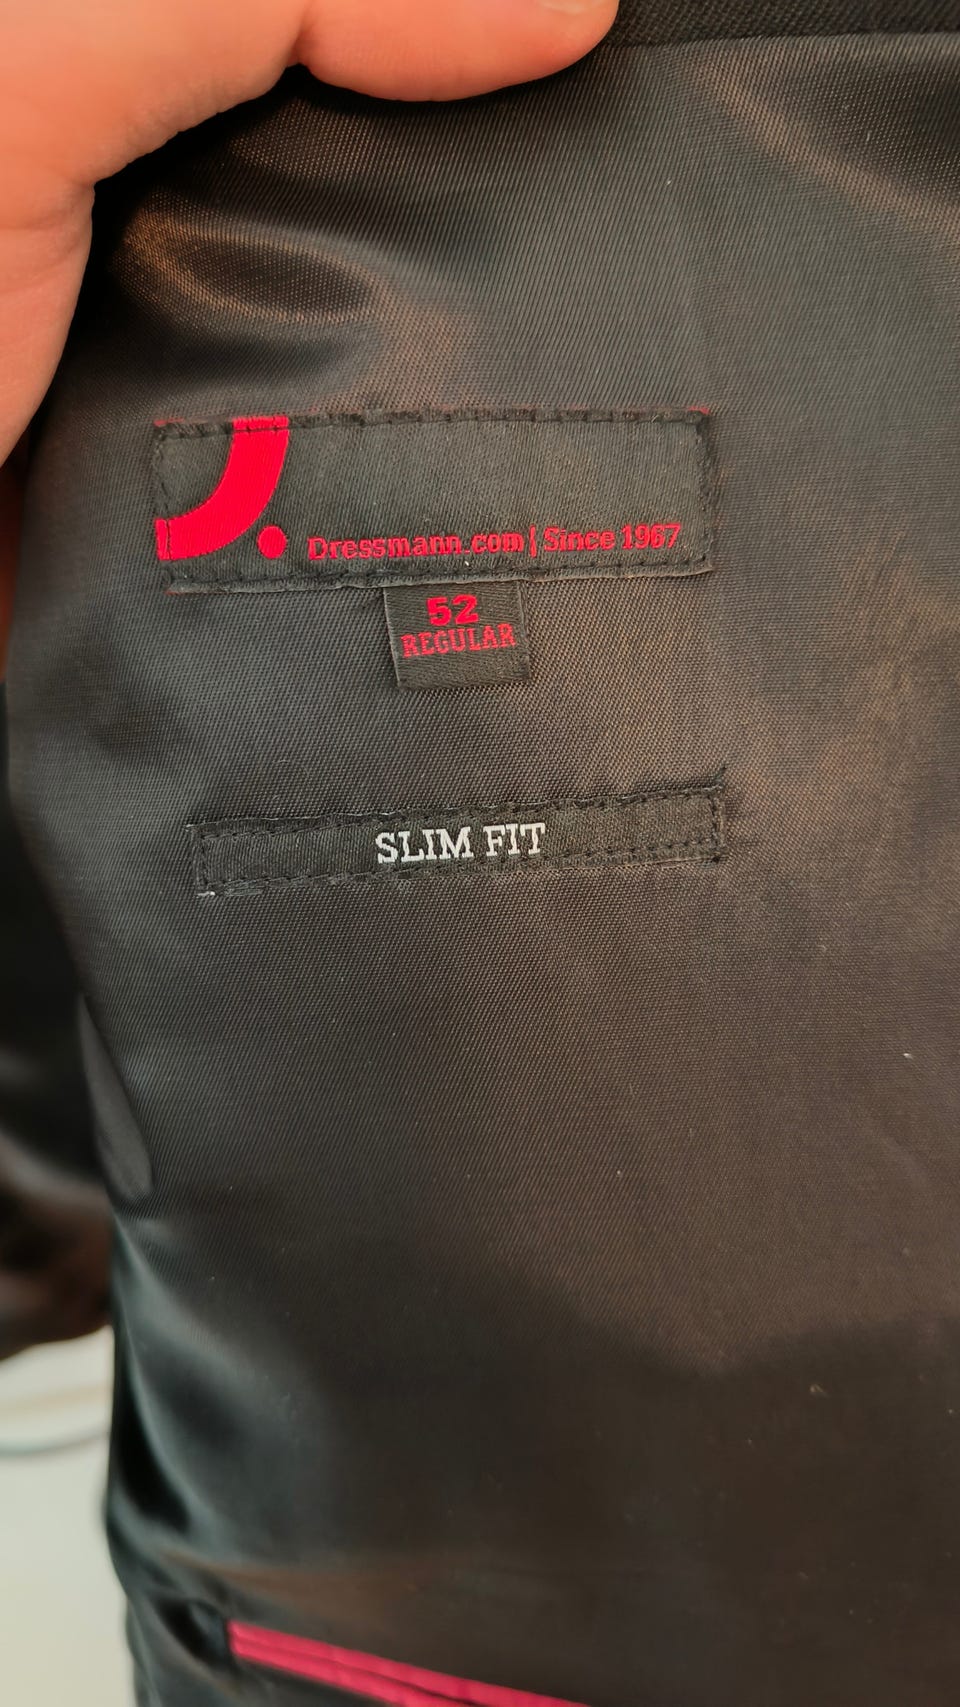 Dressmann.com | Since 1967
52
REGULAR
SLIM FIT